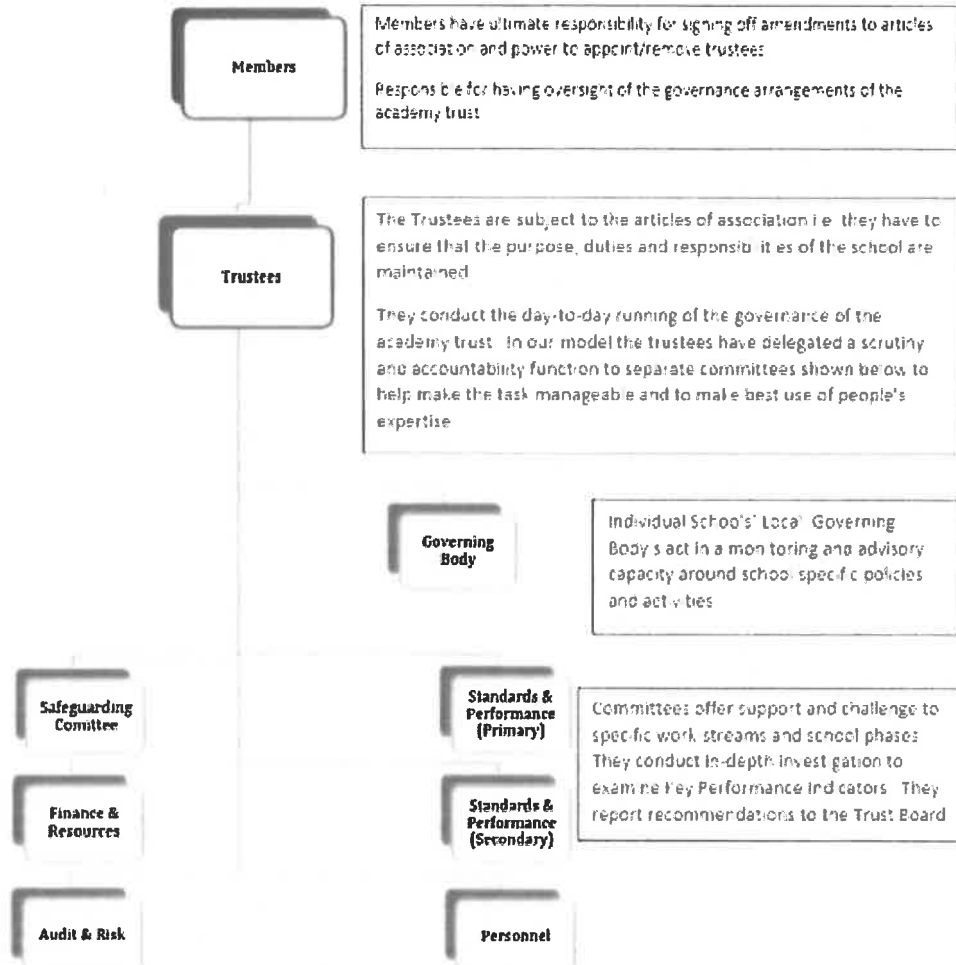 Members
Members have ultimate responsibility for signing off amendments to articles
of association and power to appoint/remove trustees
Responsible for having oversight of the governance arrangements of the
academy trust
Trustees
The Trustees are subject to the articles of association i.e. they have to
ensure that the purpose, duties and responsibilities of the school are
maintained
They conduct the day-to-day running of the governance of the
academy trust. In our model the trustees have delegated a scrutiny
and accountability function to separate committees shown below to
help make the task manageable and to make best use of people's
expertise
Governing
Body
Individual Schools' Local Governing
Body's act in a monitoring and advisory
capacity around school specific policies
and activities
Safeguarding
Comittee
Standards &
Performance
(Primary)
Committees offer support and challenge to
specific work streams and school phases
They conduct in-depth investigation to
examine Key Performance Indicators. They
report recommendations to the Trust Board
Finance &
Resources
Standards &
Performance
(Secondary)
Audit & Risk
Personnel